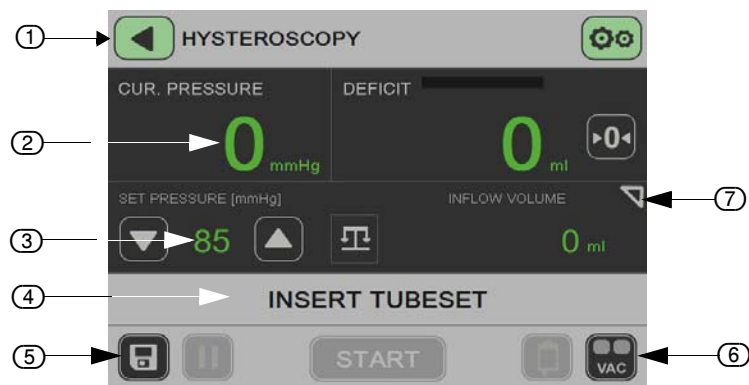 1
HYSTEROSCOPY
CUR. PRESSURE
DEFICIT
2
0 mmHg
0 ml
0
SET PRESSURE [mmHg]
INFLOW VOLUME
7
3
85
0 ml
4
INSERT TUBESET
5
START
VAC
6